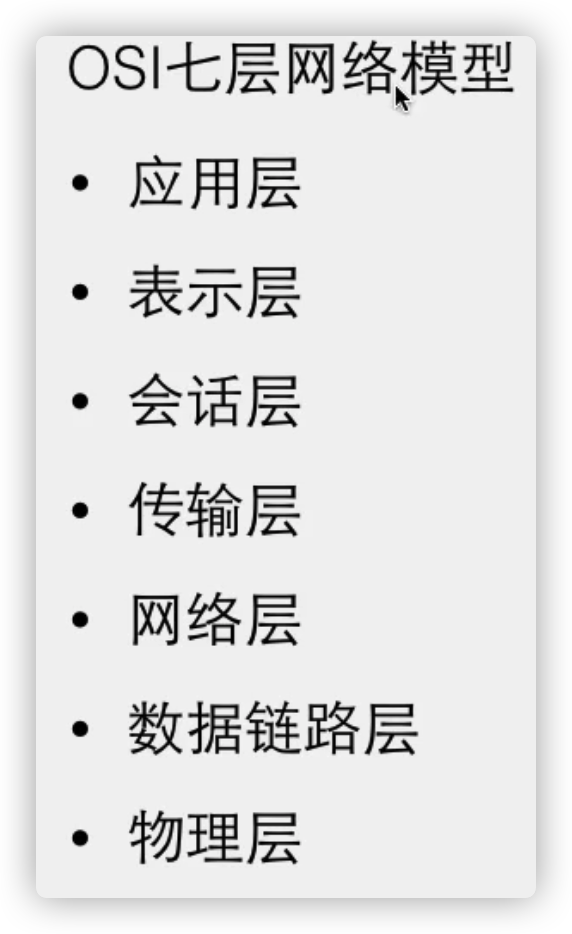 OSI七层网络模型
• 应用层
• 表示层
• 会话层
• 传输层
• 网络层
• 数据链路层
• 物理层